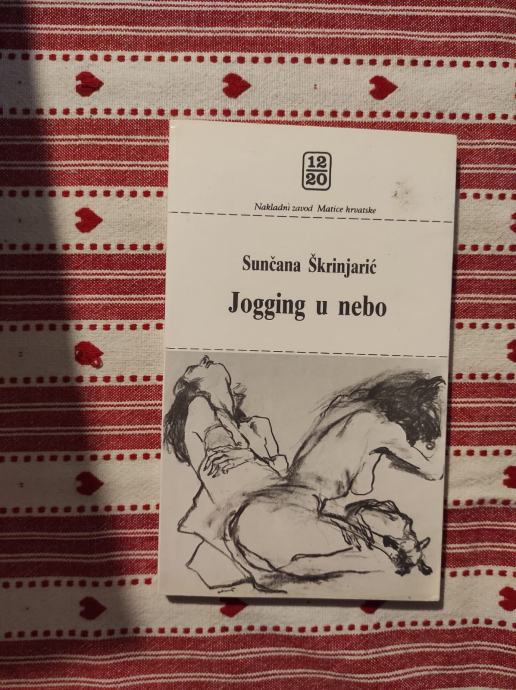 12
20
Nakladni zavod Matice hrvatske
Sunčana Škrinjarić
Jogging u nebo